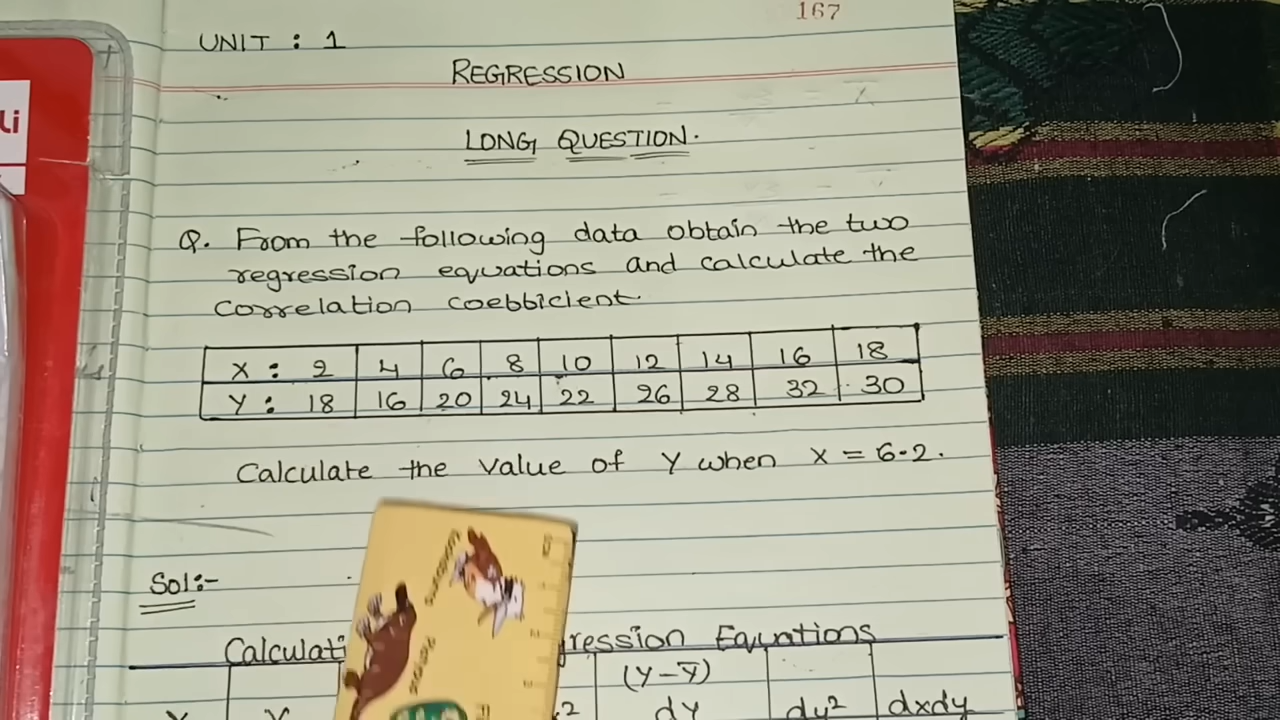 167
UNIT : 1
REGRESSION
LONG QUESTION.
Q. From the following data obtain the two
regression equations and calculate the
correlation coebbicient.
X : 2 4 6 8 10 12 14 16 18
Y : 18 16 20 24 22 26 28 32 30
Calculate the value of Y when X = 6.2.
Sol:-
Calculati ression Equations
(Y-Ȳ)
dy dy² dxdy